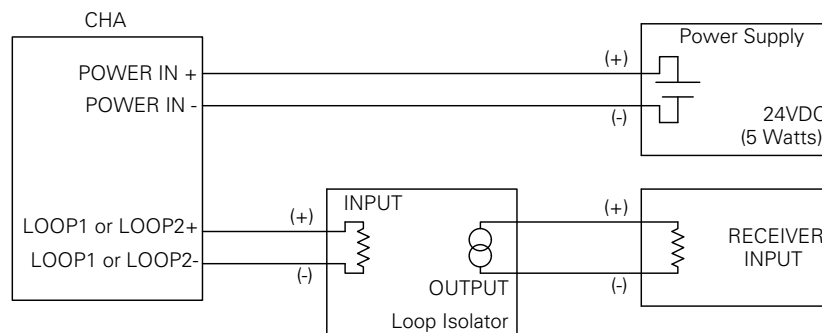 CHA
POWER IN +
POWER IN -
(+)
(-)
Power Supply
24VDC
(5 Watts)
LOOP1 or LOOP2+
LOOP1 or LOOP2-
(+)
(-)
INPUT
OUTPUT
Loop Isolator
(+)
(-)
RECEIVER
INPUT